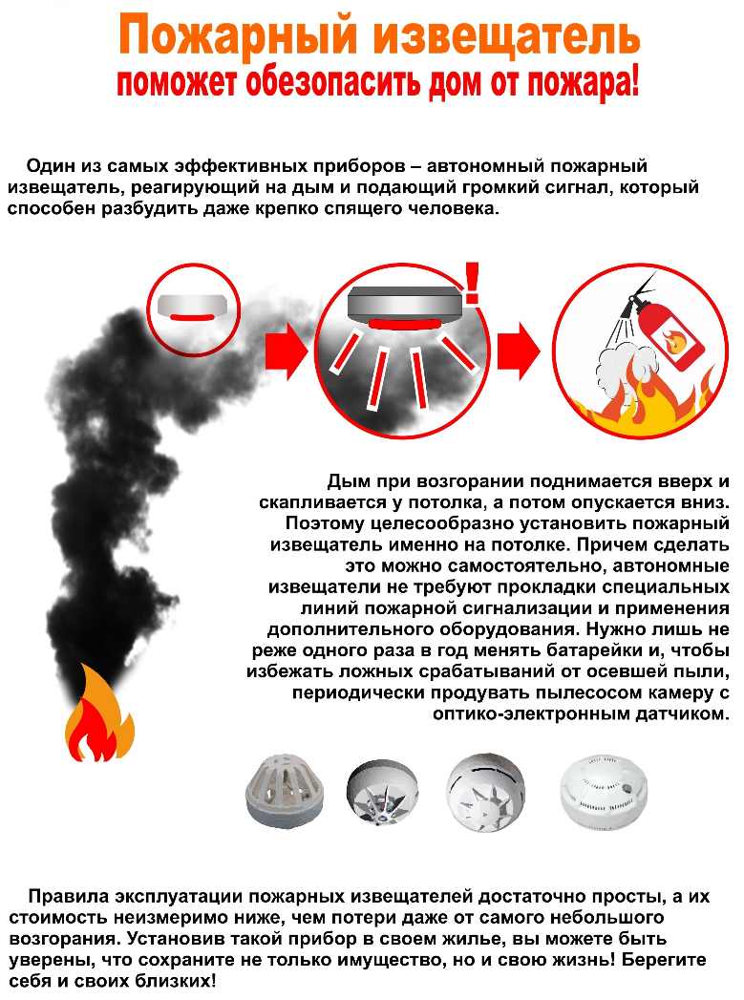 Пожарный извещатель
поможет обезопасить дом от пожара!
Один из самых эффективных приборов – автономный пожарный
извещатель, реагирующий на дым и подающий громкий сигнал, который
способен разбудить даже крепко спящего человека.
!
Дым при возгорании поднимается вверх и
скапливается у потолка, а потом опускается вниз.
Поэтому целесообразно установить пожарный
извещатель именно на потолке. Причем сделать
это можно самостоятельно, автономные
извещатели не требуют прокладки специальных
линий пожарной сигнализации и применения
дополнительного оборудования. Нужно лишь не
реже одного раза в год менять батарейки и, чтобы
избежать ложных срабатываний от осевшей пыли,
периодически продувать пылесосом камеру с
оптико-электронным датчиком.
Правила эксплуатации пожарных извещателей достаточно просты, а их
стоимость неизмеримо ниже, чем потери даже от самого небольшого
возгорания. Установив такой прибор в своем жилье, вы можете быть
уверены, что сохраните не только имущество, но и свою жизнь! Берегите
себя и своих близких!